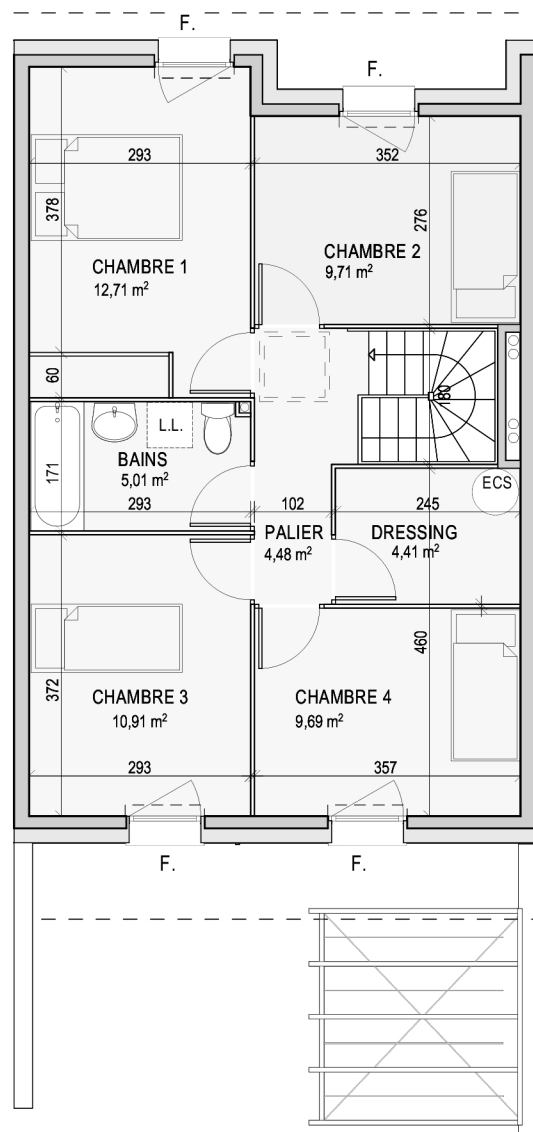 F.
F.
293
352
378
276
CHAMBRE 1
12,71 m²
CHAMBRE 2
9,71 m²
60
180
L.L.
171
BAINS
5,01 m²
ECS
293
102
245
PALIER
4,48 m²
DRESSING
4,41 m²
460
372
CHAMBRE 3
10,91 m²
CHAMBRE 4
9,69 m²
293
357
F.
F.